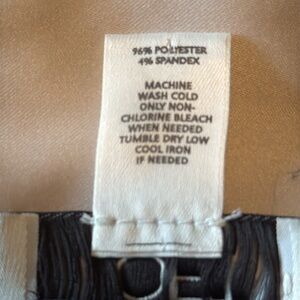 96% POLYESTER
4% SPANDEX
MACHINE
WASH COLD
ONLY NON-
CHLORINE BLEACH
WHEN NEEDED
TUMBLE DRY LOW
COOL IRON
IF NEEDED